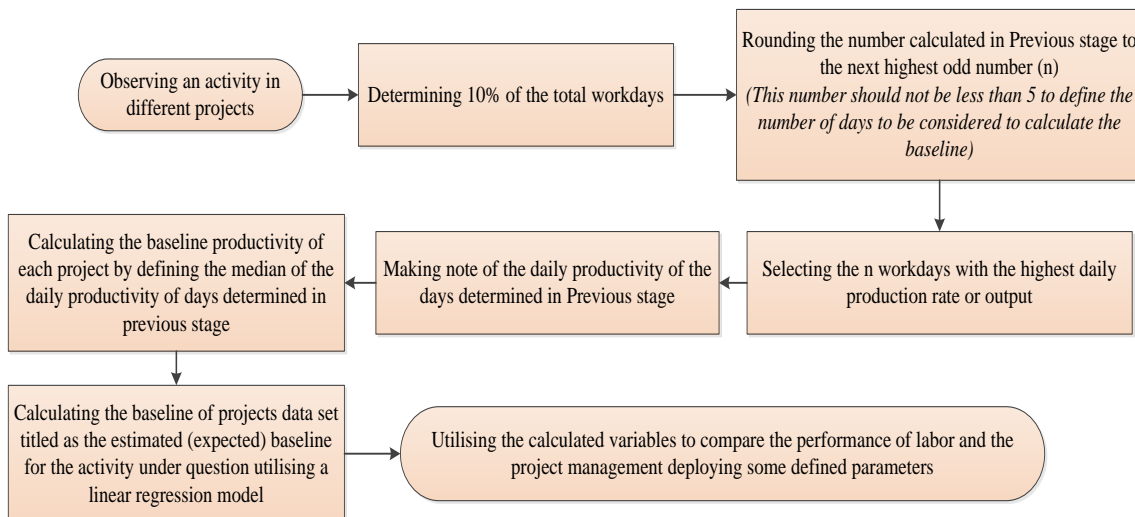 Observing an activity in
different projects
Determining 10% of the total workdays
Rounding the number calculated in Previous stage to
the next highest odd number (n)
(This number should not be less than 5 to define the
number of days to be considered to calculate the
baseline)
Selecting the n workdays with the highest daily
production rate or output
Making note of the daily productivity of the
days determined in Previous stage
Calculating the baseline productivity of
each project by defining the median of the
daily productivity of days determined in
previous stage
Calculating the baseline of projects data set
titled as the estimated (expected) baseline
for the activity under question utilising a
linear regression model
Utilising the calculated variables to compare the performance of labor and the
project management deploying some defined parameters